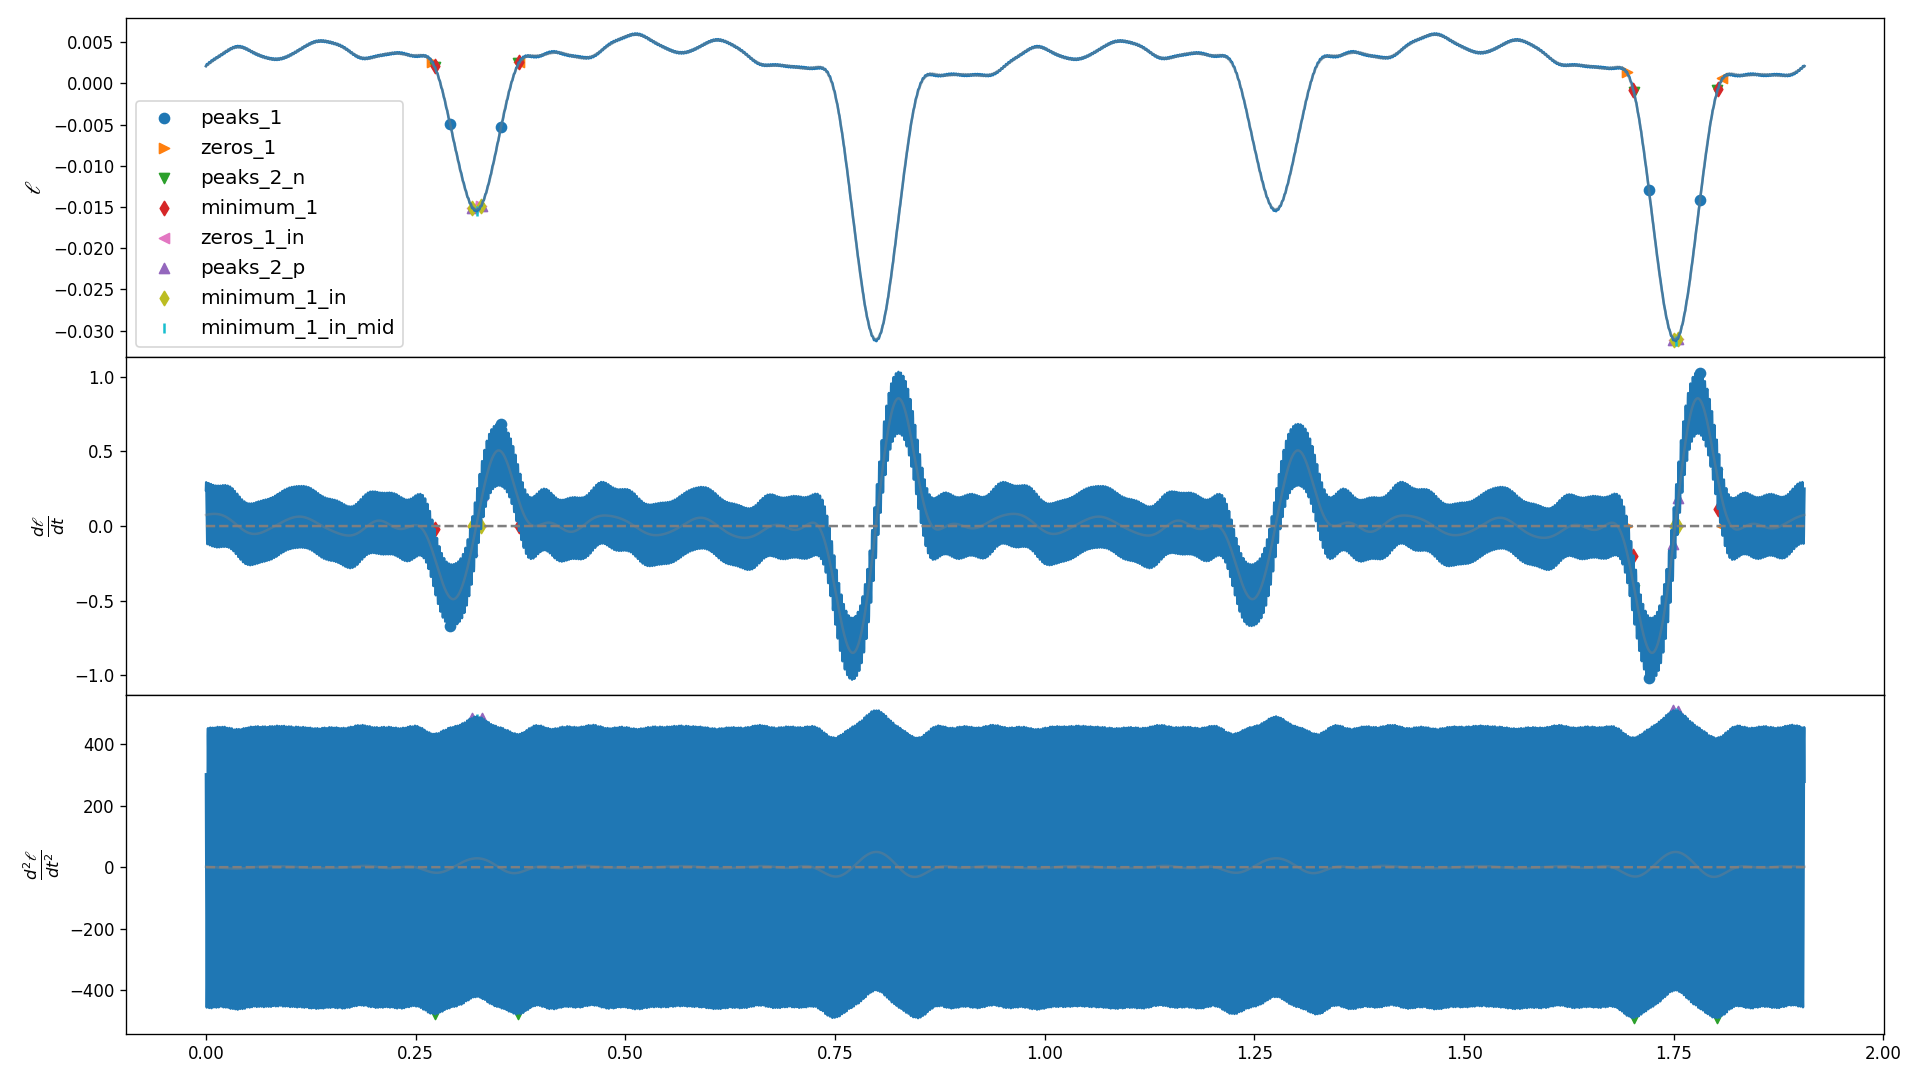 0.005
0.000
−0.005
−0.010
−0.015
−0.020
−0.025
−0.030
ℓ
peaks_1
zeros_1
peaks_2_n
minimum_1
zeros_1_in
peaks_2_p
minimum_1_in
minimum_1_in_mid
1.0
0.5
0.0
−0.5
−1.0
dℓ
dt
400
200
0
−200
−400
d²ℓ
dt²
0.00 0.25 0.50 0.75 1.00 1.25 1.50 1.75 2.00